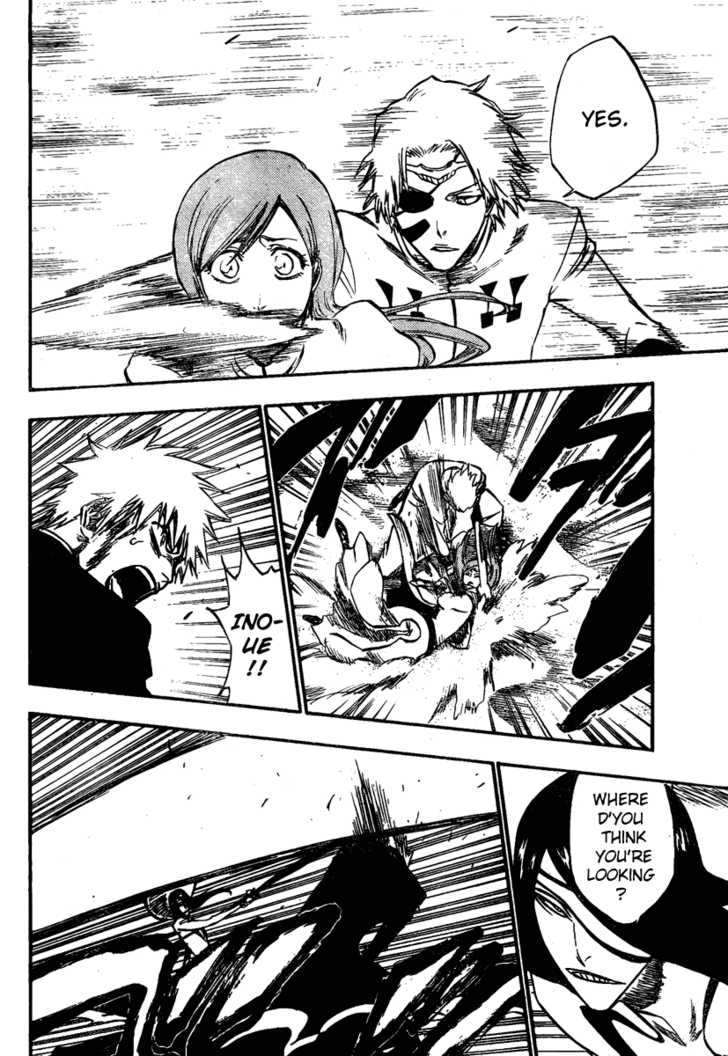 YES.
INO-
UE
!!
WHERE
D'YOU
THINK
YOU'RE
LOOKING
?